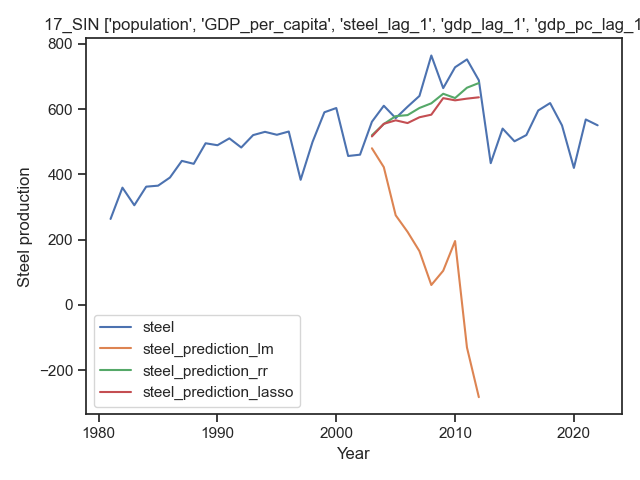 17_SIN ['population', 'GDP_per_capita', 'steel_lag_1', 'gdp_lag_1', 'gdp_pc_lag_1
800
600
400
200
0
−200
Steel production
steel
steel_prediction_lm
steel_prediction_rr
steel_prediction_lasso
1980
1990
2000
2010
2020
Year